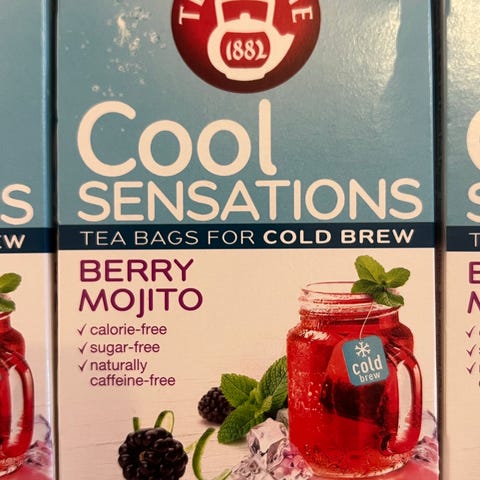 1882
Cool
SENSATIONS
TEA BAGS FOR COLD BREW
BERRY
MOJITO
✓ calorie-free
✓ sugar-free
✓ naturally
caffeine-free
cold
brew